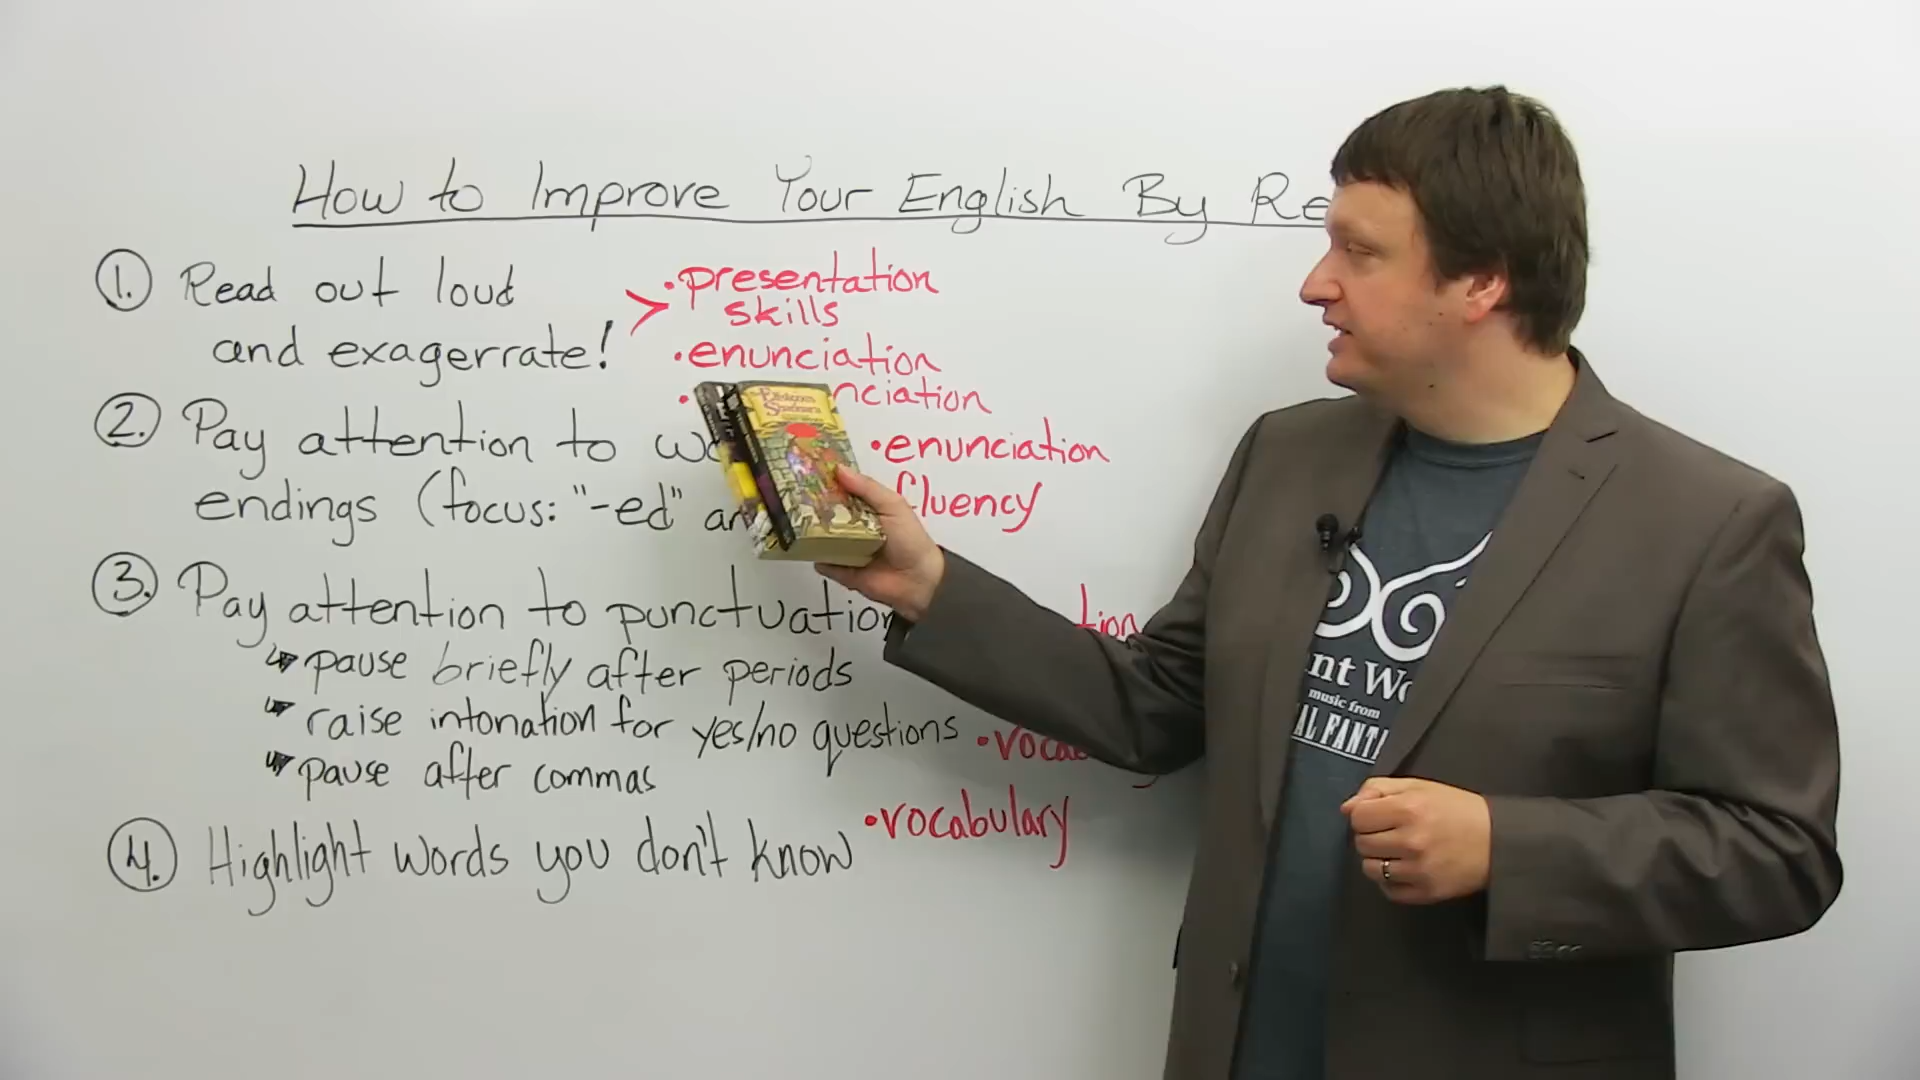 How to Improve Your English By Re
1. Read out loud
and exagerrate!
• presentation
skills
• enunciation
nciation
2. Pay attention to
endings (focus: "-ed"
• enunciation
fluency
3. Pay attention to punctuation
tion
pause briefly after periods
raise intonation for yes/no questions
pause after commas
4. Highlight words you don't know
• vocabulary
nt Wo
music from
AL FANTA